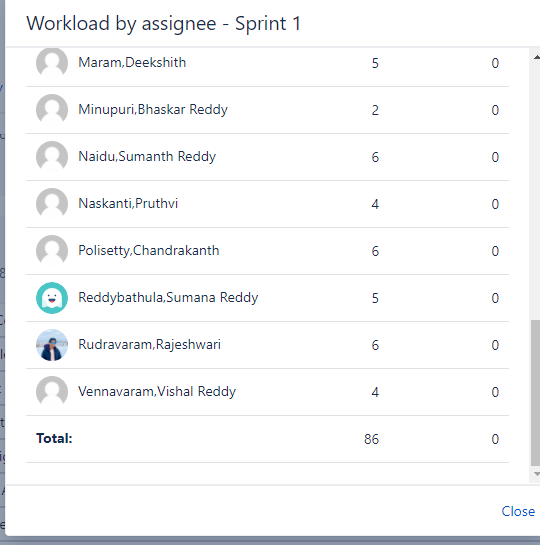 Workload by assignee - Sprint 1
Maram,Deekshith 5 0
Minupuri,Bhaskar Reddy 2 0
Naidu,Sumanth Reddy 6 0
Naskanti,Pruthvi 4 0
Polisetty,Chandrakanth 6 0
Reddybathula,Sumana Reddy 5 0
Rudravaram,Rajeshwari 6 0
Vennavaram,Vishal Reddy 4 0
Total: 86 0
Close